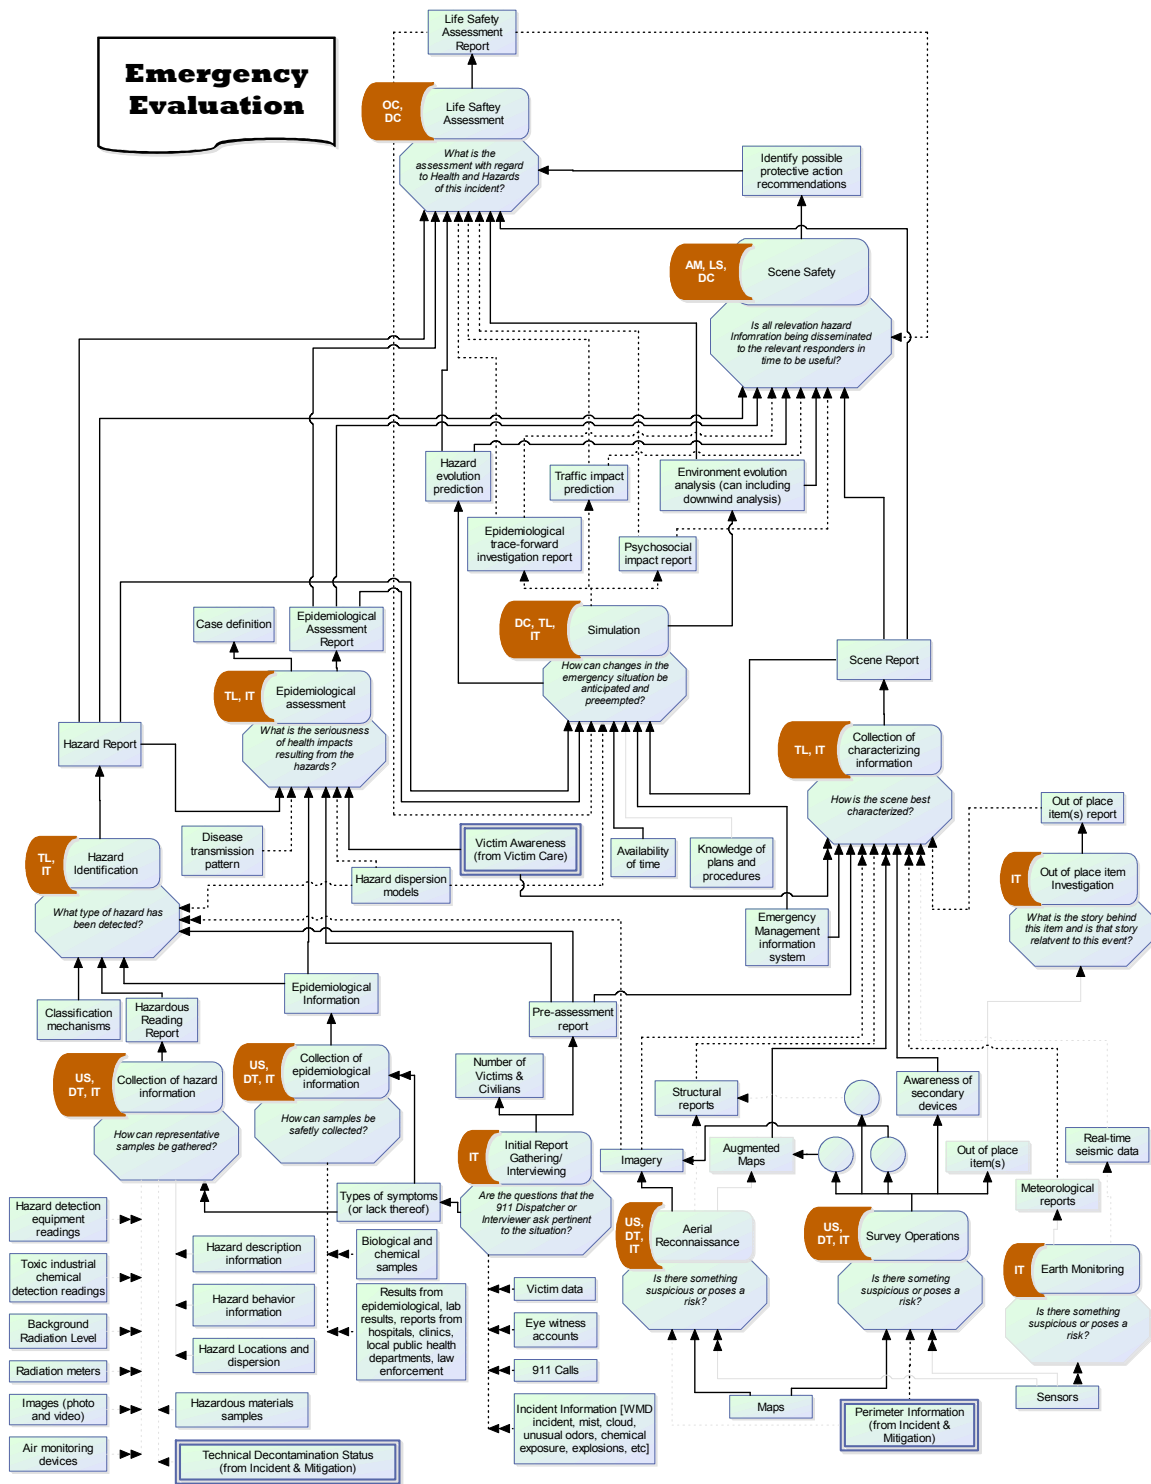 Emergency
Evaluation
Life Safety
Assessment
Report
OC,
DC
Life Saftey
Assessment
What is the
assessment with regard
to Health and Hazards
of this incident?
Identify possible
protective action
recommendations
AM, LS,
DC
Scene Safety
Is all relevation hazard
Infomration being disseminated
to the relevant responders in
time to be useful?
Hazard
evolution
prediction
Traffic impact
prediction
Environment evolution
analysis (can including
downwind analysis)
Epidemiological
trace-forward
investigation report
Psychosocial
impact report
Case definition
Epidemiological
Assessment
Report
DC, TL,
IT
Simulation
How can changes in the
emergency situation be
anticipated and
preempted?
Scene Report
TL, IT
Epidemiological
assessment
What is the seriousness
of health impacts
resulting from the
hazards?
Hazard Report
TL, IT
Collection of
characterizing
information
How is the scene best
characterized?
Out of place
item(s) report
Disease
transmission
pattern
Victim Awareness
(from Victim Care)
Availability
of time
Knowledge of
plans and
procedures
TL,
IT
Hazard
Identification
What type of hazard has
been detected?
Hazard dispersion
models
IT
Out of place item
Investigation
What is the story behind
this item and is that story
relatvent to this event?
Emergency
Management
information
system
Classification
mechanisms
Hazardous
Reading
Report
Epidemiological
Information
Pre-assessment
report
US,
DT, IT
Collection of hazard
information
How can representative
samples be gathered?
US,
DT, IT
Collection of
epidemiological
information
How can samples be
safetly collected?
Number of
Victims &
Civilians
Structural
reports
Awareness of
secondary
devices
IT
Initial Report
Gathering/
Interviewing
Are the questions that the
911 Dispatcher or
Interviewer ask pertinent
to the situation?
Imagery
Augmented
Maps
Out of place
item(s)
Real-time
seismic data
Meteorological
reports
Types of symptoms
(or lack thereof)
US,
DT,
IT
Aerial
Reconnaissance
Is there something
suspicious or poses a
risk?
US,
DT, IT
Survey Operations
Is there someting
suspicious or poses a
risk?
IT
Earth Monitoring
Is there something
suspicious or poses a
risk?
Hazard detection
equipment
readings
Toxic industrial
chemical
detection readings
Background
Radiation Level
Radiation meters
Images (photo
and video)
Air monitoring
devices
Hazard description
information
Hazard behavior
information
Hazard Locations and
dispersion
Hazardous materials
samples
Technical Decontamination Status
(from Incident & Mitigation)
Biological and
chemical
samples
Results from
epidemiological, lab
results, reports from
hospitals, clinics,
local public health
departments, law
enforcement
Victim data
Eye witness
accounts
911 Calls
Incident Information [WMD
incident, mist, cloud,
unusual odors, chemical
exposure, explosions, etc]
Maps
Perimeter Information
(from Incident &
Mitigation)
Sensors